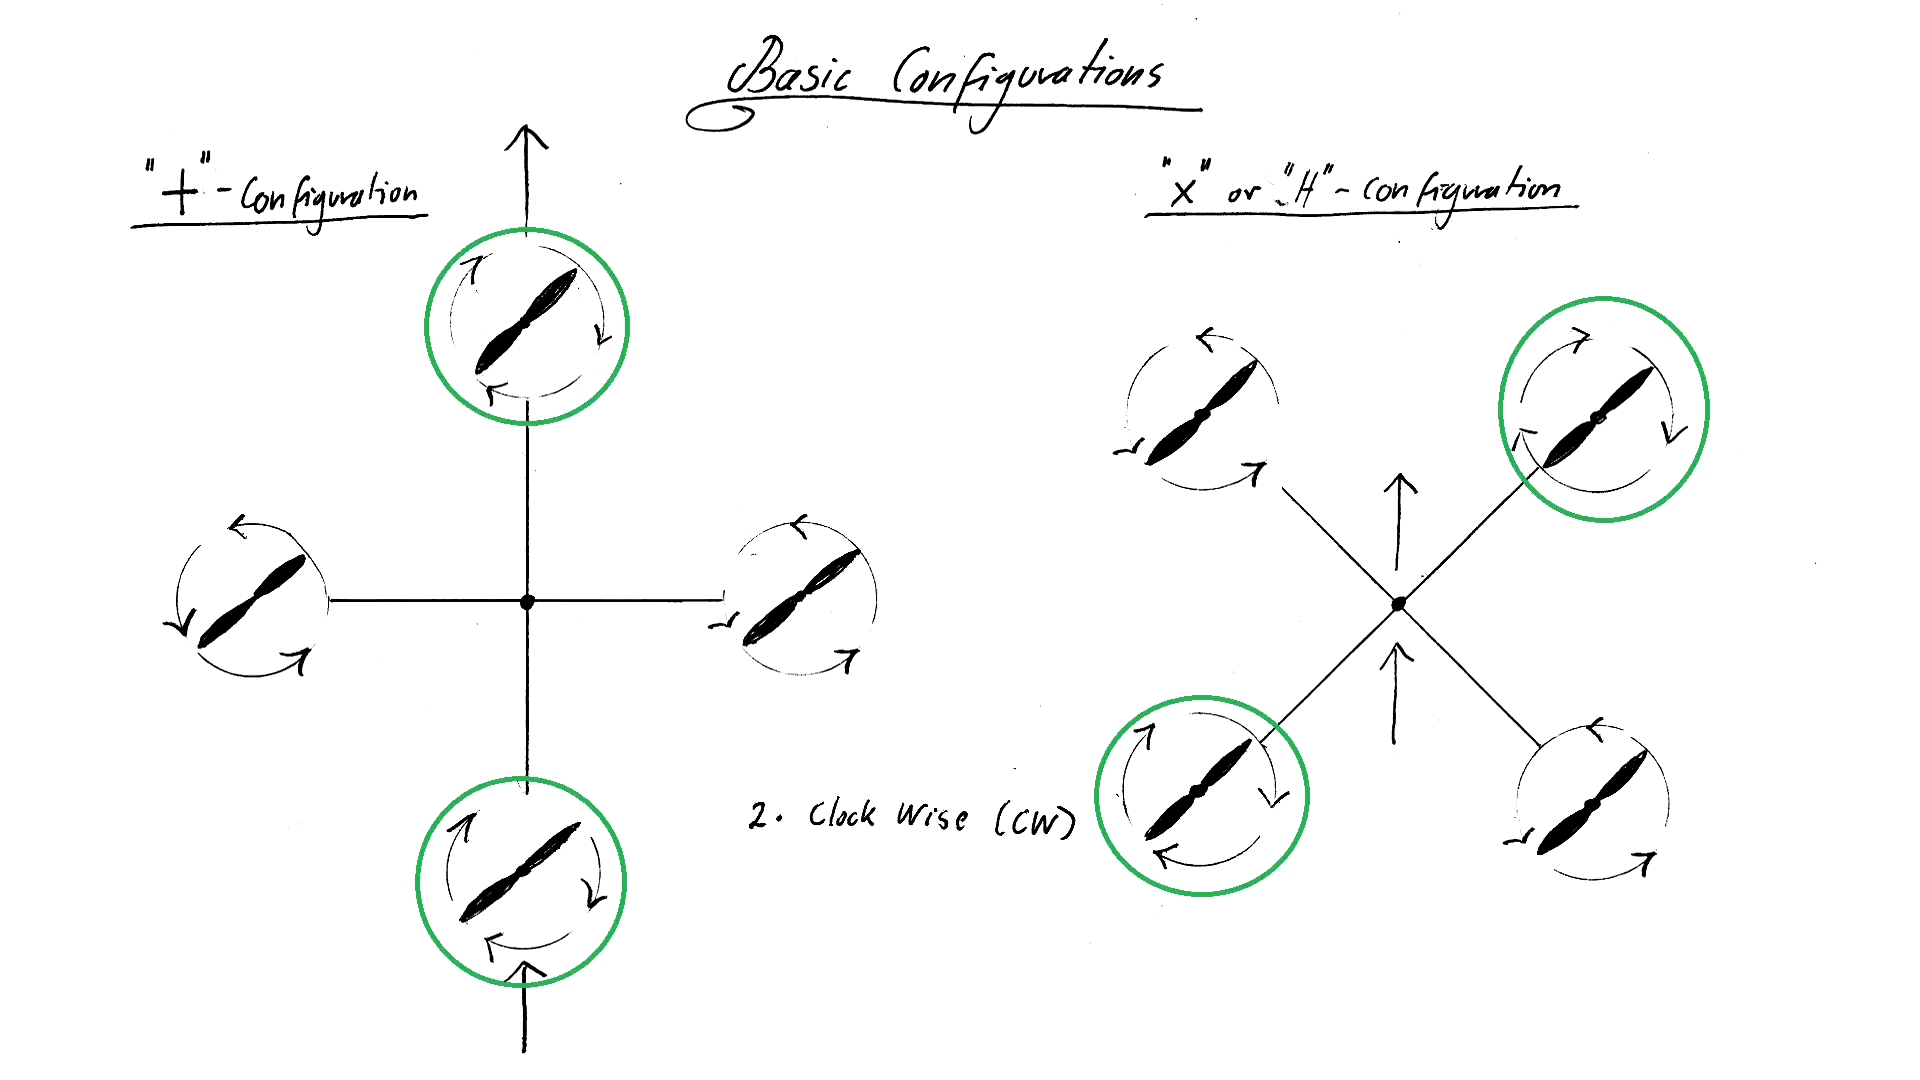 Basic Configurations
"+"-Configuration
"X" or "H"-Configuration
2. Clock Wise (CW)